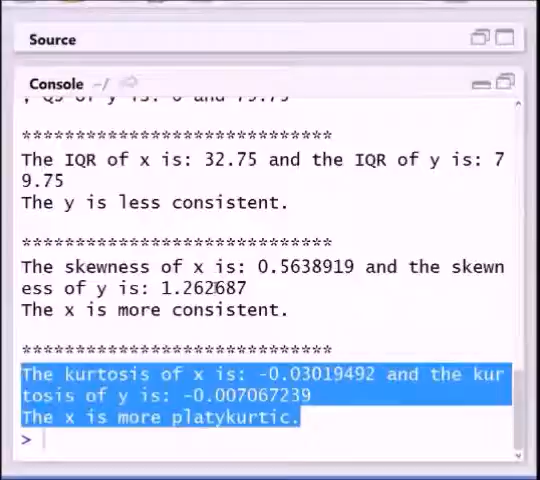 Source
Console ~/
The IQR of x is: 32.75 and the IQR of y is: 7
9.75
The y is less consistent.
******************************
The skewness of x is: 0.5638919 and the skewn
ess of y is: 1.262687
The x is more consistent.
******************************
The kurtosis of x is: -0.03019492 and the kur
tosis of y is: -0.007067239
The x is more platykurtic.
>